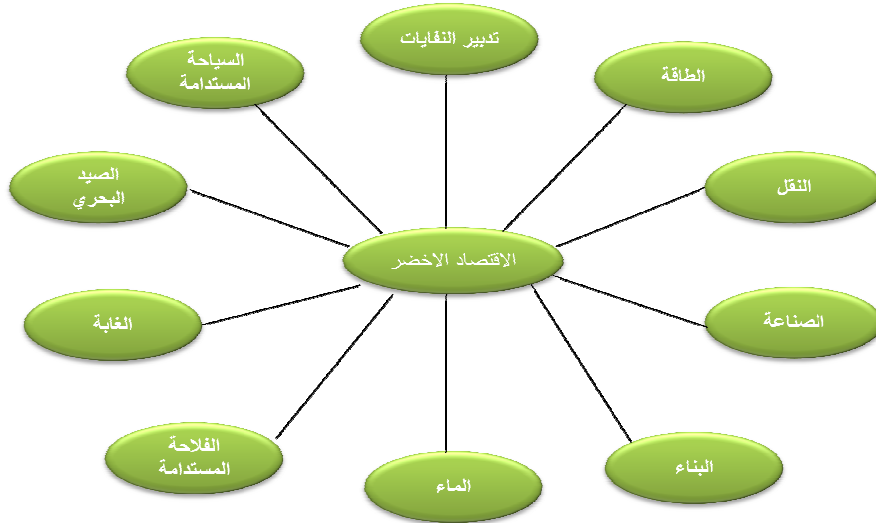 تدبير النفايات
الطاقة
السياحة
المستدامة
النقل
الصيد
البحري
الاقتصاد الاخضر
الصناعة
الغابة
البناء
الفلاحة
المستدامة
الماء